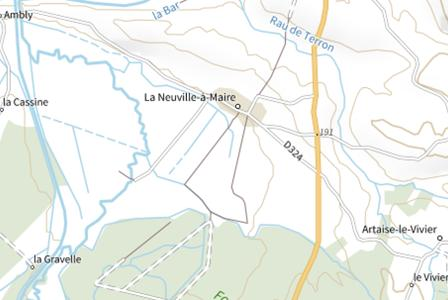 Ambly
la Bar
Rau de Terron
la Cassine
La Neuville-à-Maire
191
D324
Artaise-le-Vivier
la Gravelle
le Vivier